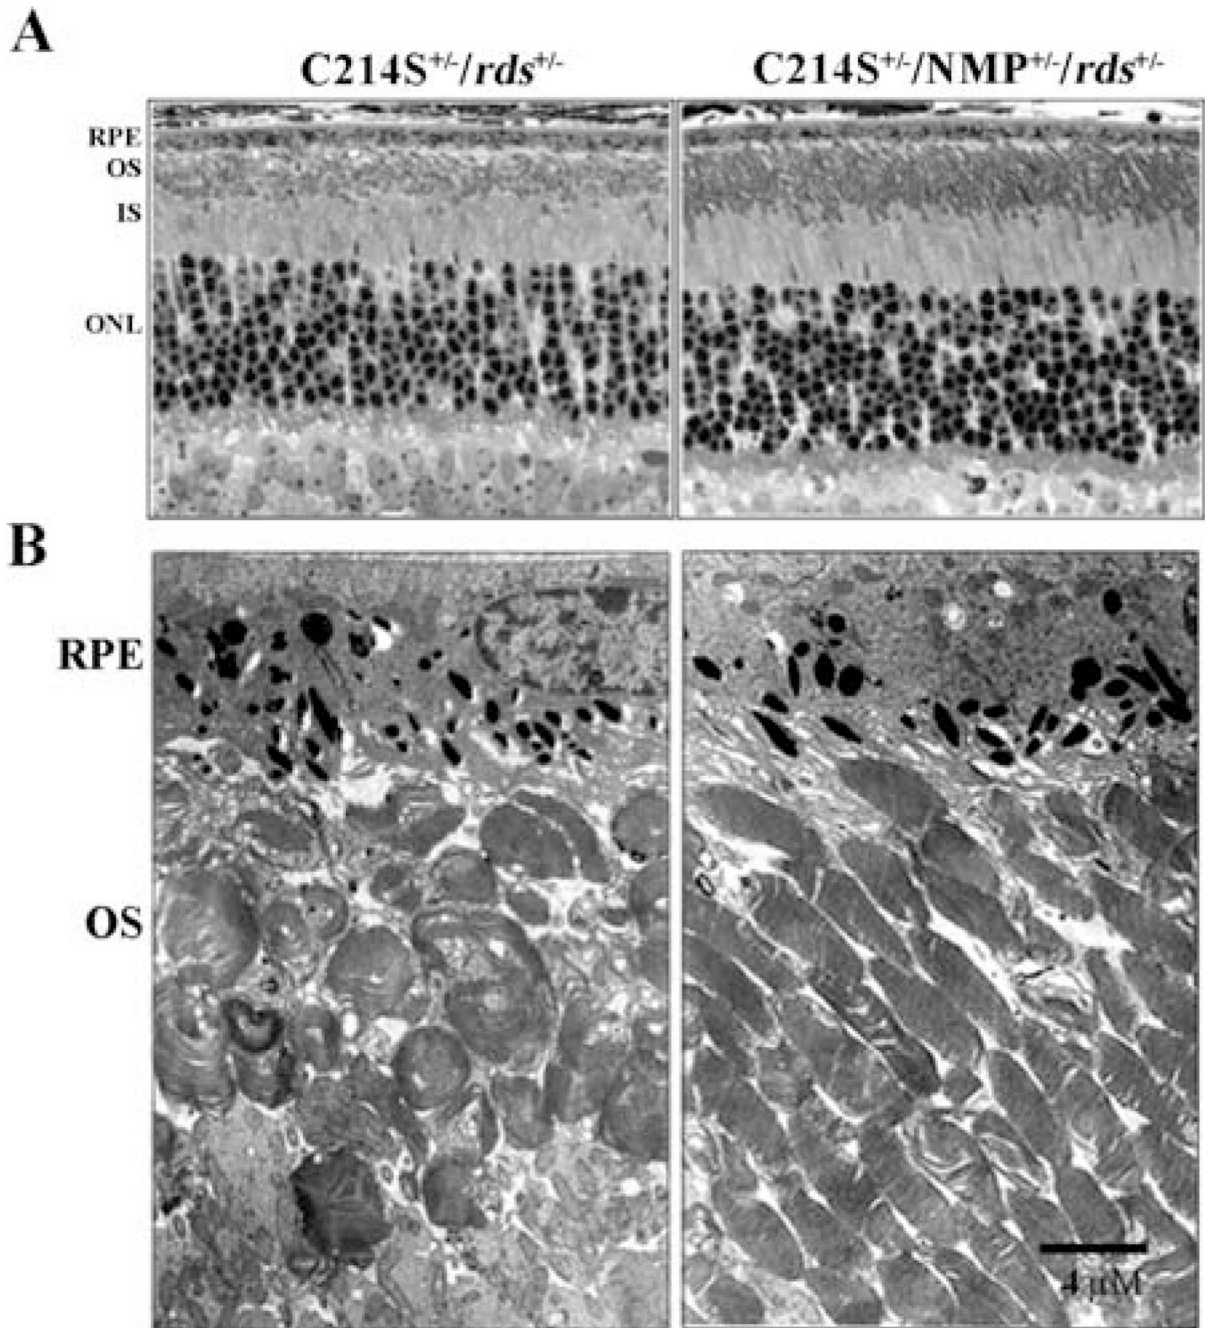 A
C214S+/-/rds+/- C214S+/-/NMP+/-/rds+/-
RPE
OS
IS
ONL
B
RPE
OS
4 µM